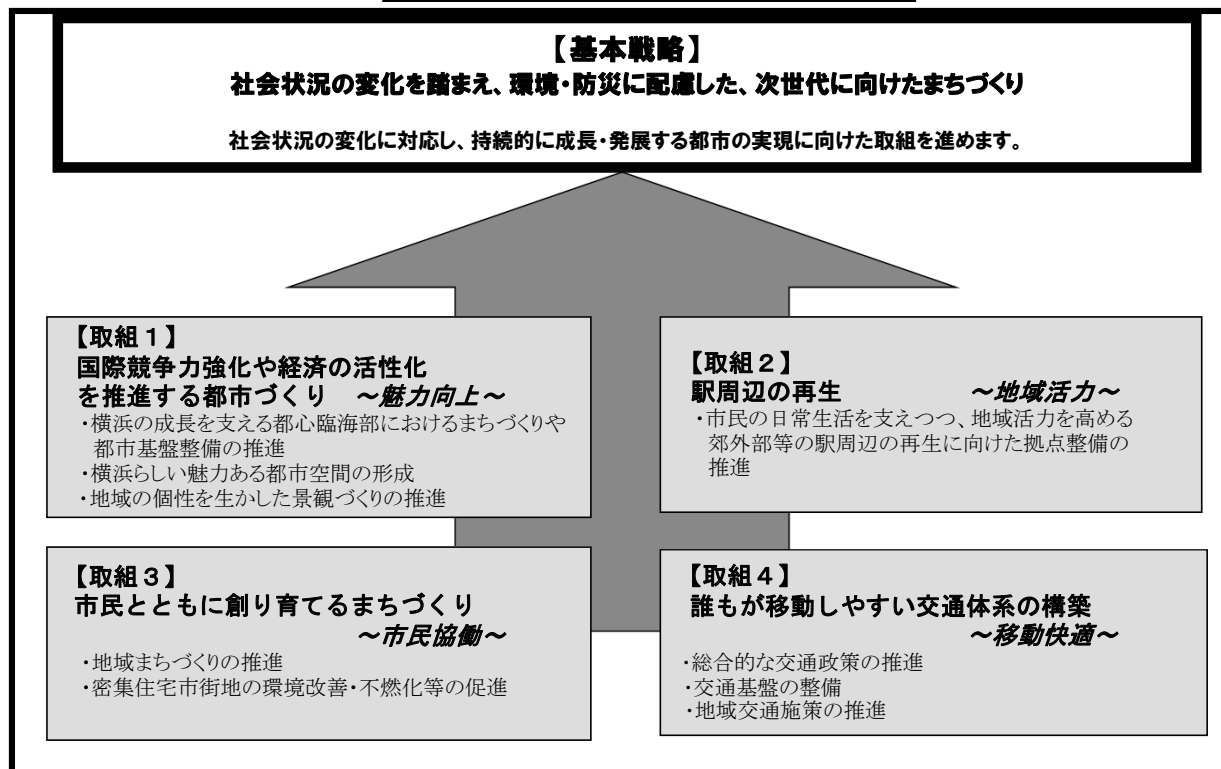 【基本戦略】
社会状況の変化を踏まえ、環境・防災に配慮した、次世代に向けたまちづくり
社会状況の変化に対応し、持続的に成長・発展する都市の実現に向けた取組を進めます。
【取組１】
国際競争力強化や経済の活性化
を推進する都市づくり ～魅力向上～
・横浜の成長を支える都心臨海部におけるまちづくりや
都市基盤整備の推進
・横浜らしい魅力ある都市空間の形成
・地域の個性を生かした景観づくりの推進
【取組２】
駅周辺の再生 ～地域活力～
・市民の日常生活を支えつつ、地域活力を高める
郊外部等の駅周辺の再生に向けた拠点整備の
推進
【取組３】
市民とともに創り育てるまちづくり
～市民協働～
・地域まちづくりの推進
・密集住宅市街地の環境改善・不燃化等の促進
【取組４】
誰もが移動しやすい交通体系の構築
～移動快適～
・総合的な交通政策の推進
・交通基盤の整備
・地域交通施策の推進